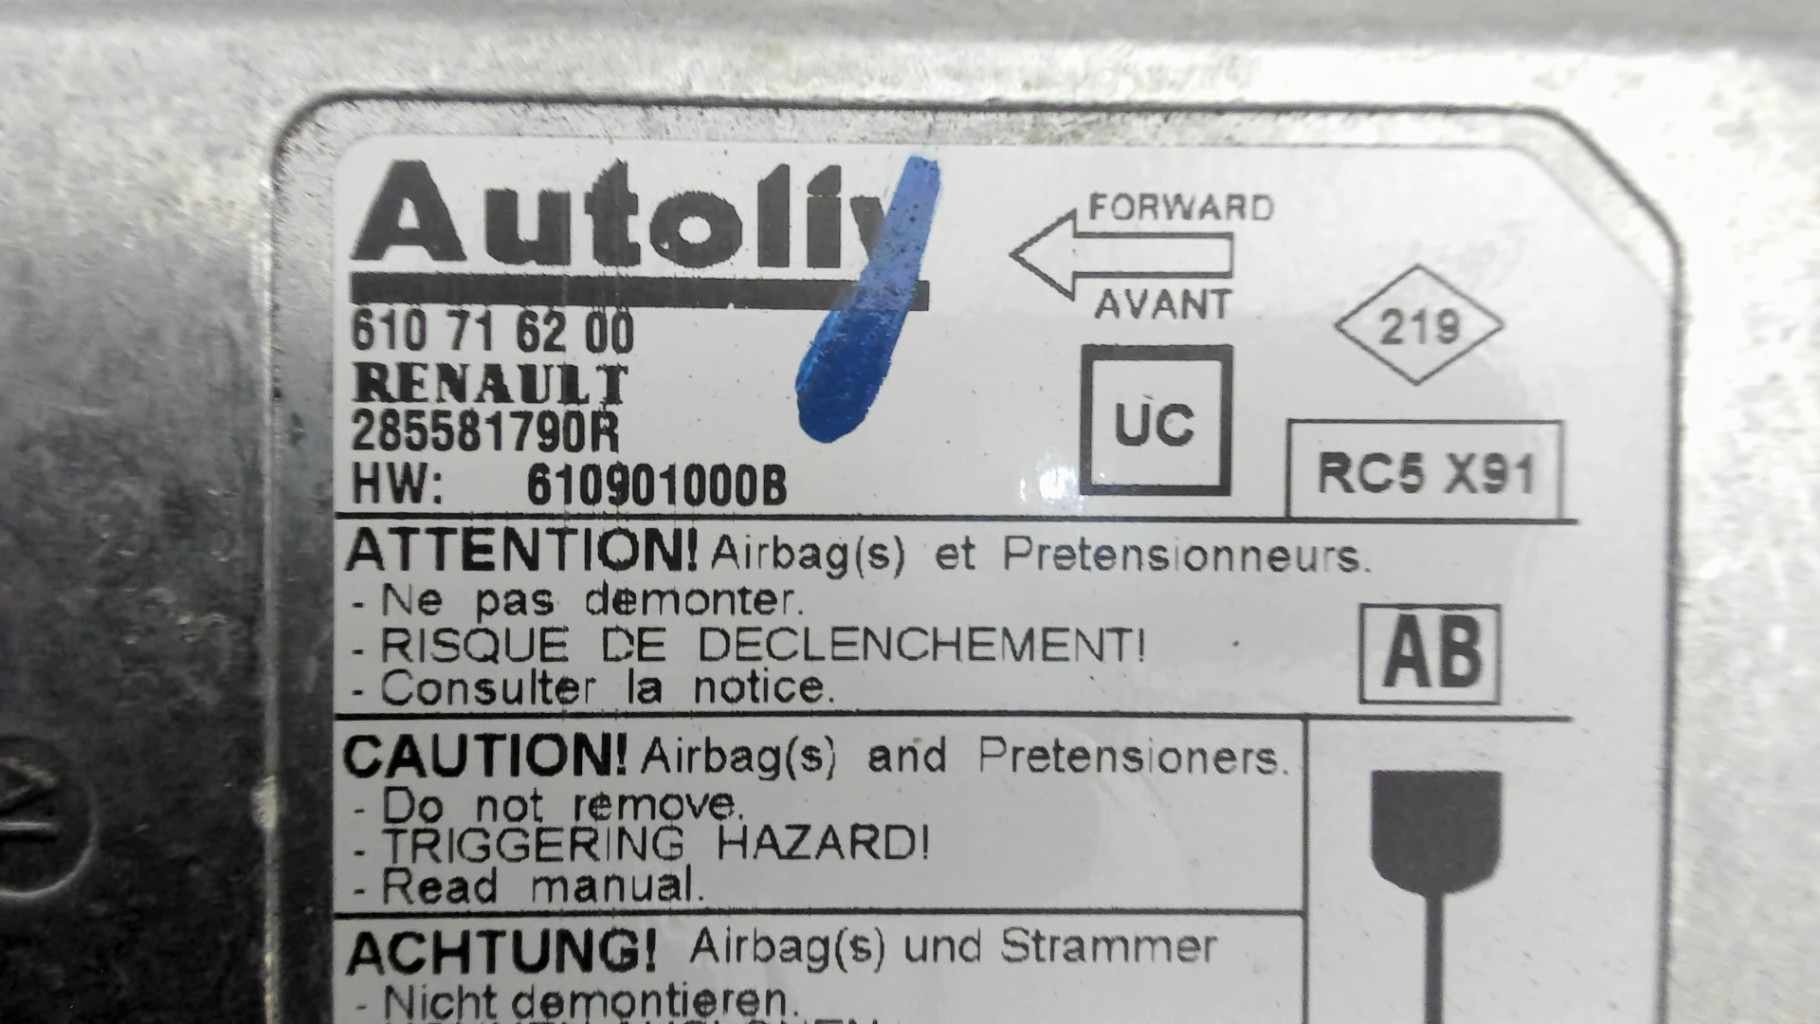 Autoliv
610 71 62 00
RENAULT
285581790R
HW: 610901000B
FORWARD
AVANT
219
UC
RC5 X91
ATTENTION! Airbag(s) et Pretensionneurs.
- Ne pas demonter.
- RISQUE DE DECLENCHEMENT!
- Consulter la notice.
AB
CAUTION! Airbag(s) and Pretensioners.
- Do not remove.
- TRIGGERING HAZARD!
- Read manual.
ACHTUNG! Airbag(s) und Strammer
- Nicht demontieren.